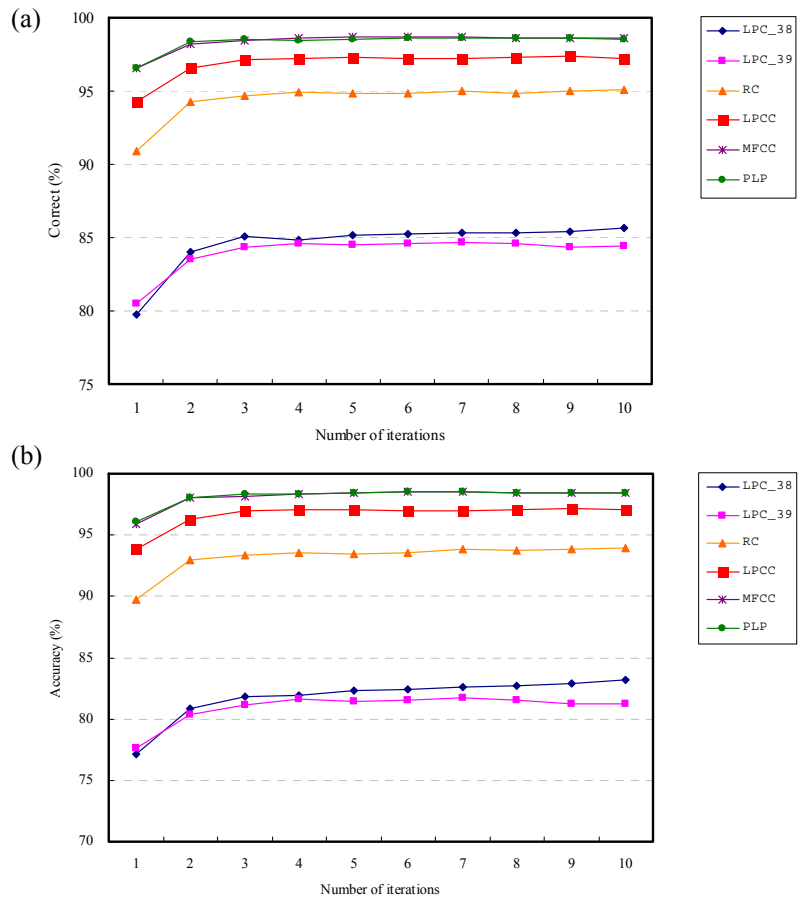 (a)
100
95
90
85
80
75
Correct (%)
1 2 3 4 5 6 7 8 9 10
Number of iterations
LPC_38
LPC_39
RC
LPCC
MFCC
PLP
(b)
100
95
90
85
80
75
70
Accuracy (%)
1 2 3 4 5 6 7 8 9 10
Number of iterations
LPC_38
LPC_39
RC
LPCC
MFCC
PLP